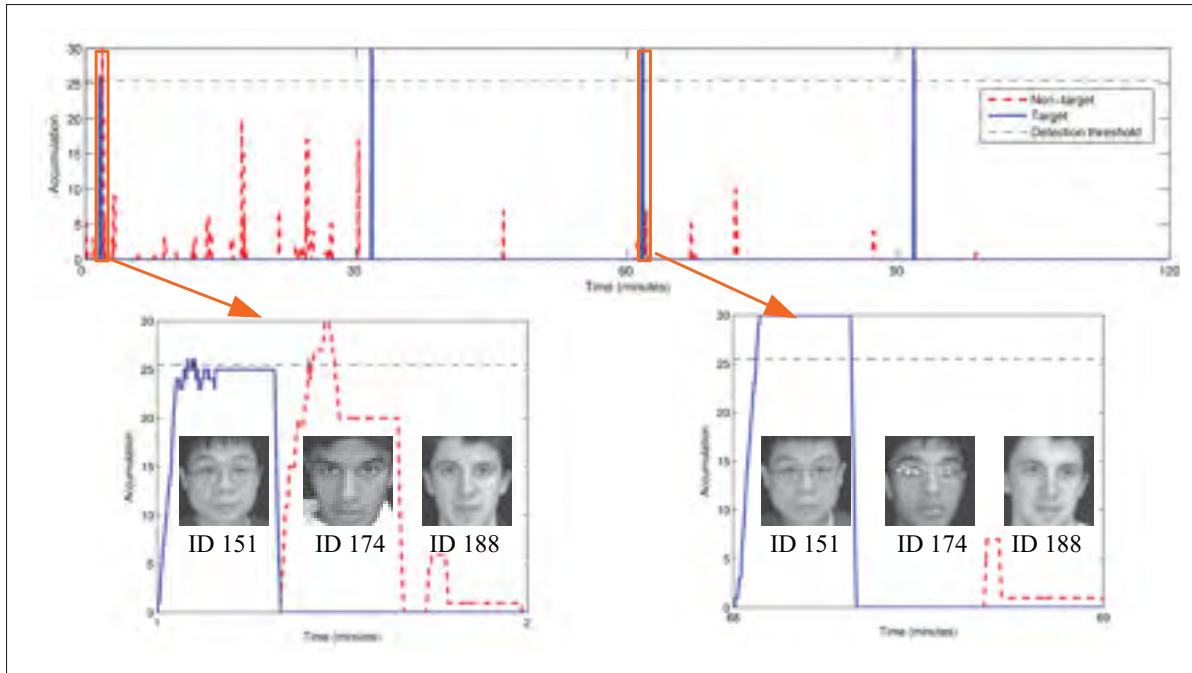 30
25
20
15
10
5
0
Accumulation
Non-target
Target
Detection threshold
0 30 60 90 120
Time (minutes)
30
25
20
15
10
5
0
Accumulation
ID 151 ID 174 ID 188
1 2
Time (minutes)
30
25
20
15
10
5
0
Accumulation
ID 151 ID 174 ID 188
Time (minutes)